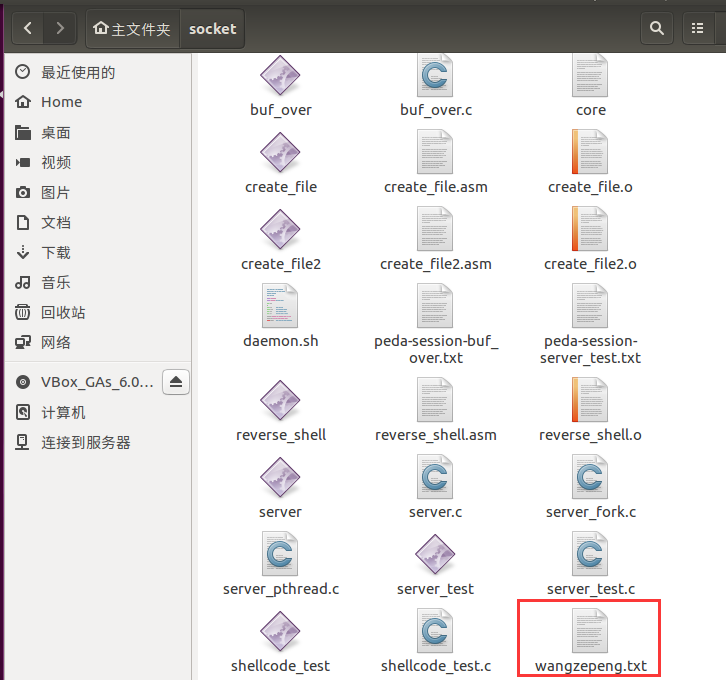 主文件夹
socket
最近使用的
Home
桌面
视频
图片
文档
下载
音乐
回收站
网络
VBox_GAs_6.0...
计算机
连接到服务器
buf_over
buf_over.c
core
create_file
create_file.asm
create_file.o
create_file2
create_file2.asm
create_file2.o
daemon.sh
peda-session-buf_
over.txt
peda-session-
server_test.txt
reverse_shell
reverse_shell.asm
reverse_shell.o
server
server.c
server_fork.c
server_pthread.c
server_test
server_test.c
shellcode_test
shellcode_test.c
wangzepeng.txt